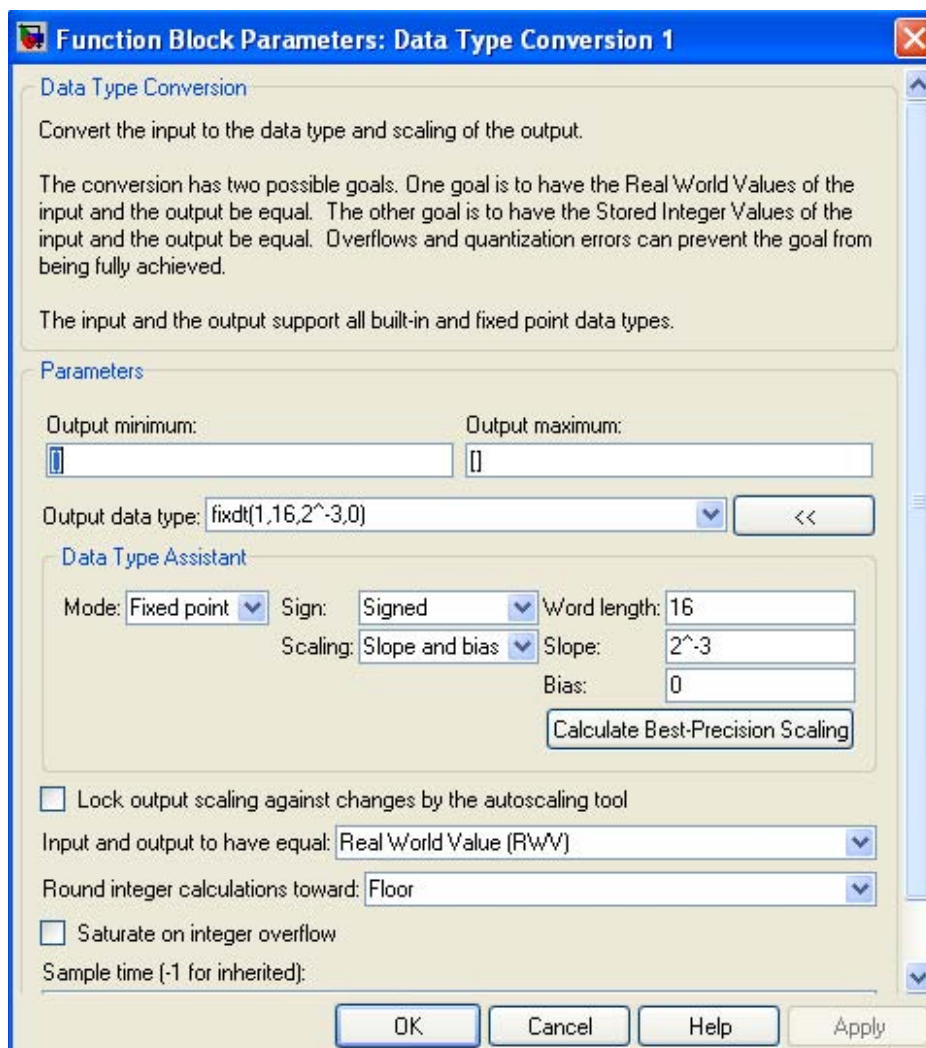 Function Block Parameters: Data Type Conversion 1
Data Type Conversion
Convert the input to the data type and scaling of the output.
The conversion has two possible goals. One goal is to have the Real World Values of the
input and the output be equal. The other goal is to have the Stored Integer Values of the
input and the output be equal. Overflows and quantization errors can prevent the goal from
being fully achieved.
The input and the output support all built-in and fixed point data types.
Parameters
Output minimum: Output maximum:
[] []
Output data type: fixdt(1,16,2^-3,0) <<
Data Type Assistant
Mode: Fixed point Sign: Signed Word length: 16
Scaling: Slope and bias Slope: 2^-3
Bias: 0
Calculate Best-Precision Scaling
Lock output scaling against changes by the autoscaling tool
Input and output to have equal: Real World Value (RWV)
Round integer calculations toward: Floor
Saturate on integer overflow
Sample time (-1 for inherited):
OK Cancel Help Apply